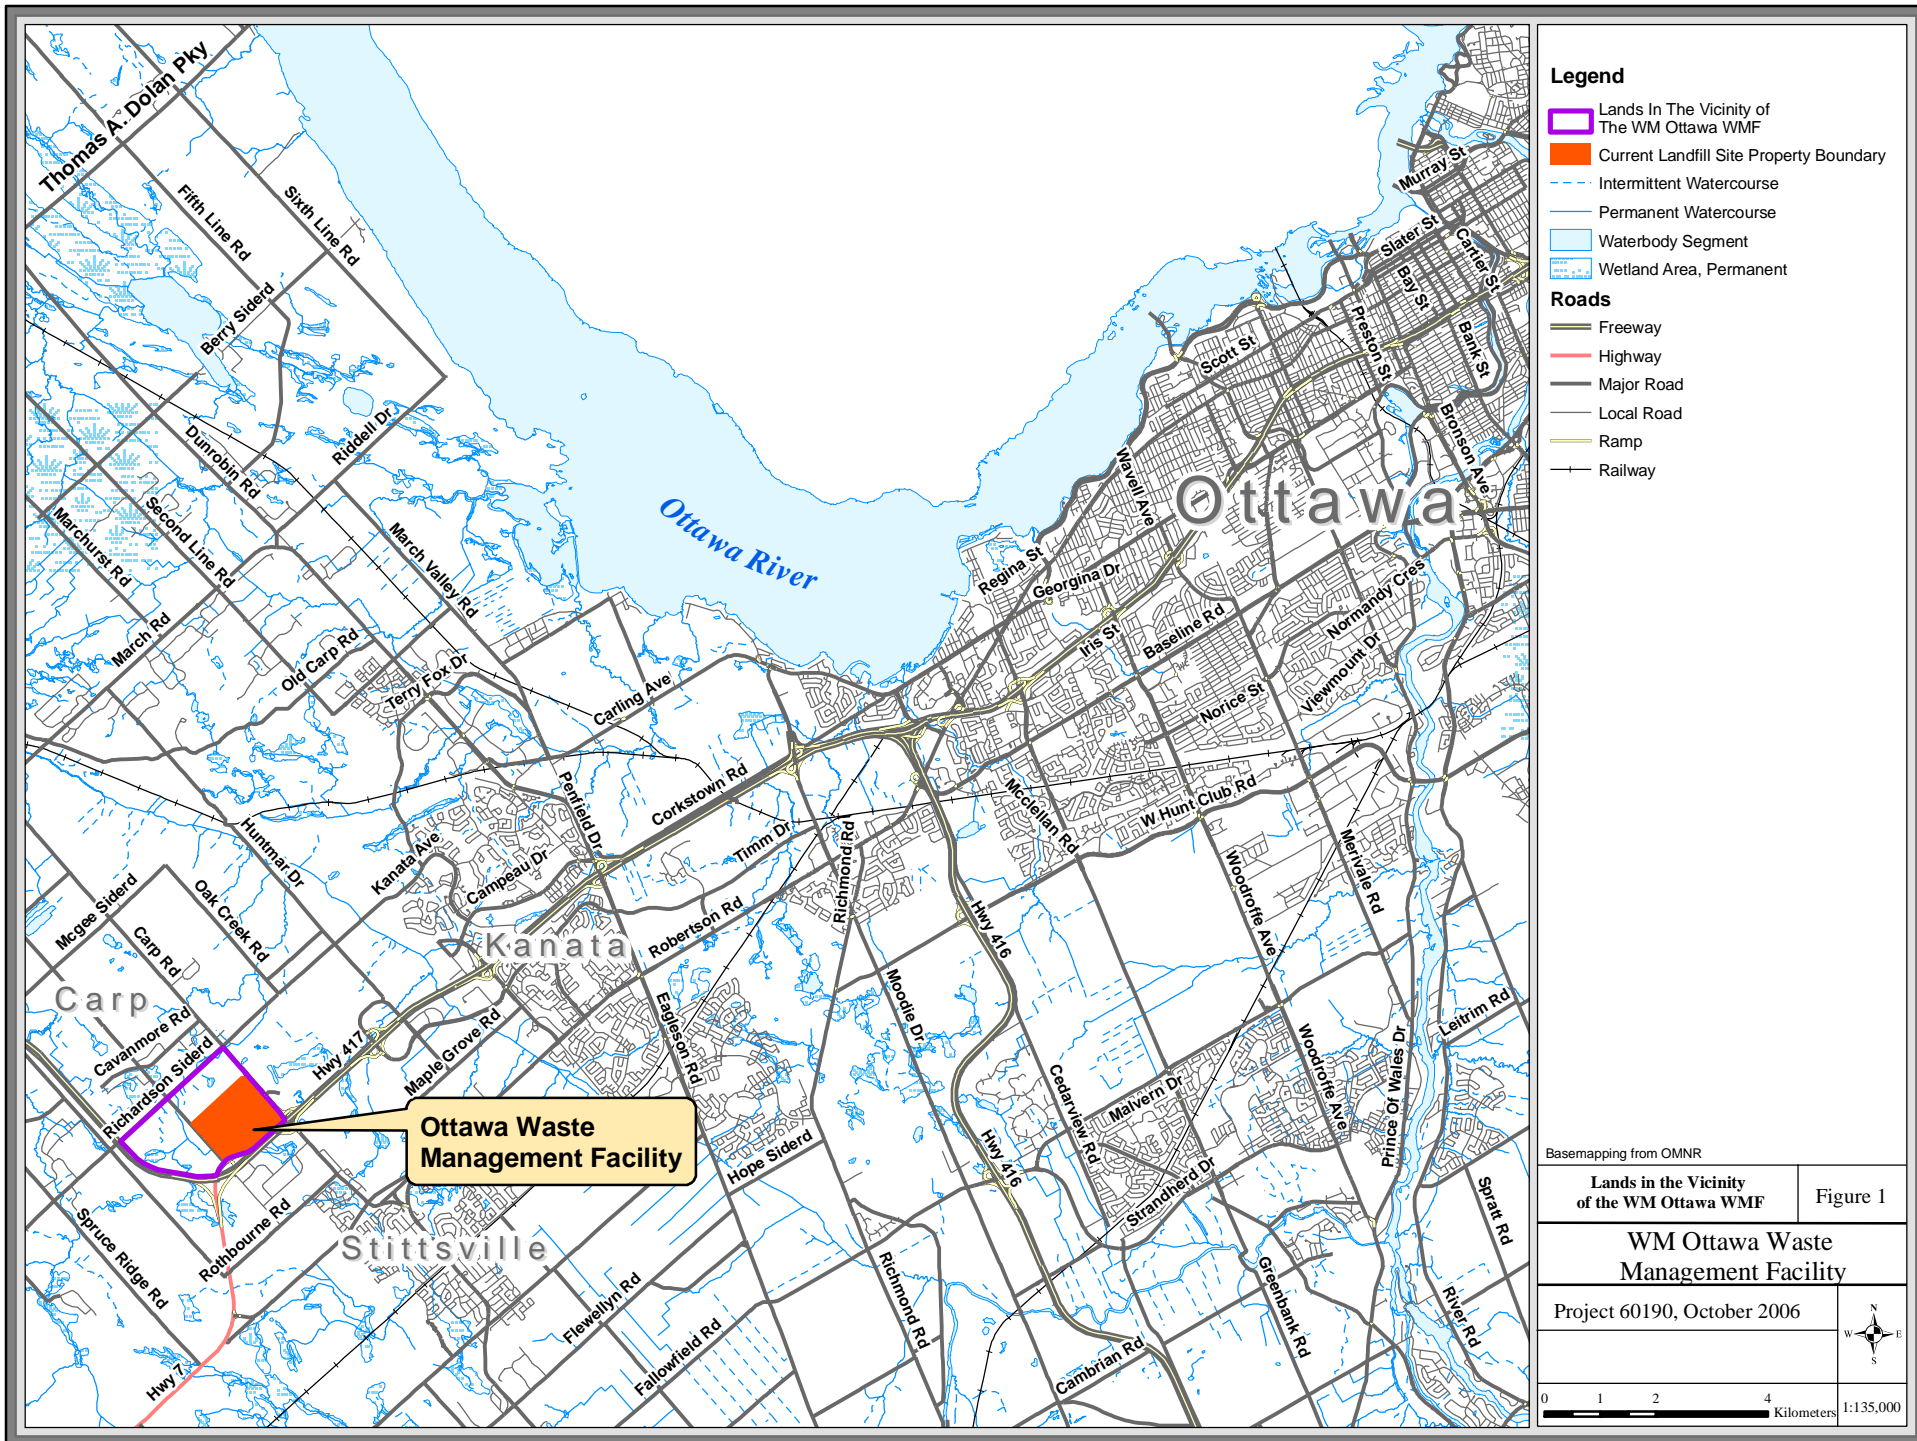 Thomas A. Dolan Pky
Fifth Line Rd
Sixth Line Rd
Berry Siderd
Riddell Dr
Dunrobin Rd
Second Line Rd
Marchurst Rd
March Rd
March Valley Rd
Old Carp Rd
Terry Fox Dr
Carling Ave
Ottawa River
Murray St
Slater St
Cartier St
Bay St
Preston St
Bank St
Scott St
Bronson Ave
Wavell Ave
Ottawa
Regina St
Georgina Dr
Iris St
Baseline Rd
Normandy Cres
Viewmount Dr
Norice St
Corkstown Rd
Penfield Dr
Timm Dr
Richmond Rd
Mcclellan Rd
W Hunt Club Rd
Merivale Rd
Woodroffe Ave
Huntmar Dr
Kanata Ave
Campeau Dr
Mcgee Siderd
Oak Creek Rd
Carp Rd
Kanata
Robertson Rd
Hwy 416
Carp
Cavanmore Rd
Richardson Siderd
Hwy 417
Maple Grove Rd
Eagleson Rd
Moodie Dr
Cedarview Rd
Malvern Dr
Woodroffe Ave
Prince Of Wales Dr
Leitrim Rd
Ottawa Waste
Management Facility
Hope Siderd
Hwy 416
Strandherd Dr
Spratt Rd
Spruce Ridge Rd
Rothbourne Rd
Stittsville
Flewellyn Rd
Fallowfield Rd
Richmond Rd
Greenbank Rd
River Rd
Cambrian Rd
Hwy 7
Legend
Lands In The Vicinity of
The WM Ottawa WMF
Current Landfill Site Property Boundary
Intermittent Watercourse
Permanent Watercourse
Waterbody Segment
Wetland Area, Permanent
Roads
Freeway
Highway
Major Road
Local Road
Ramp
Railway
Basemapping from OMNR
Lands in the Vicinity
of the WM Ottawa WMF
Figure 1
WM Ottawa Waste
Management Facility
Project 60190, October 2006
N
W E
S
0 1 2 4
Kilometers
1:135,000